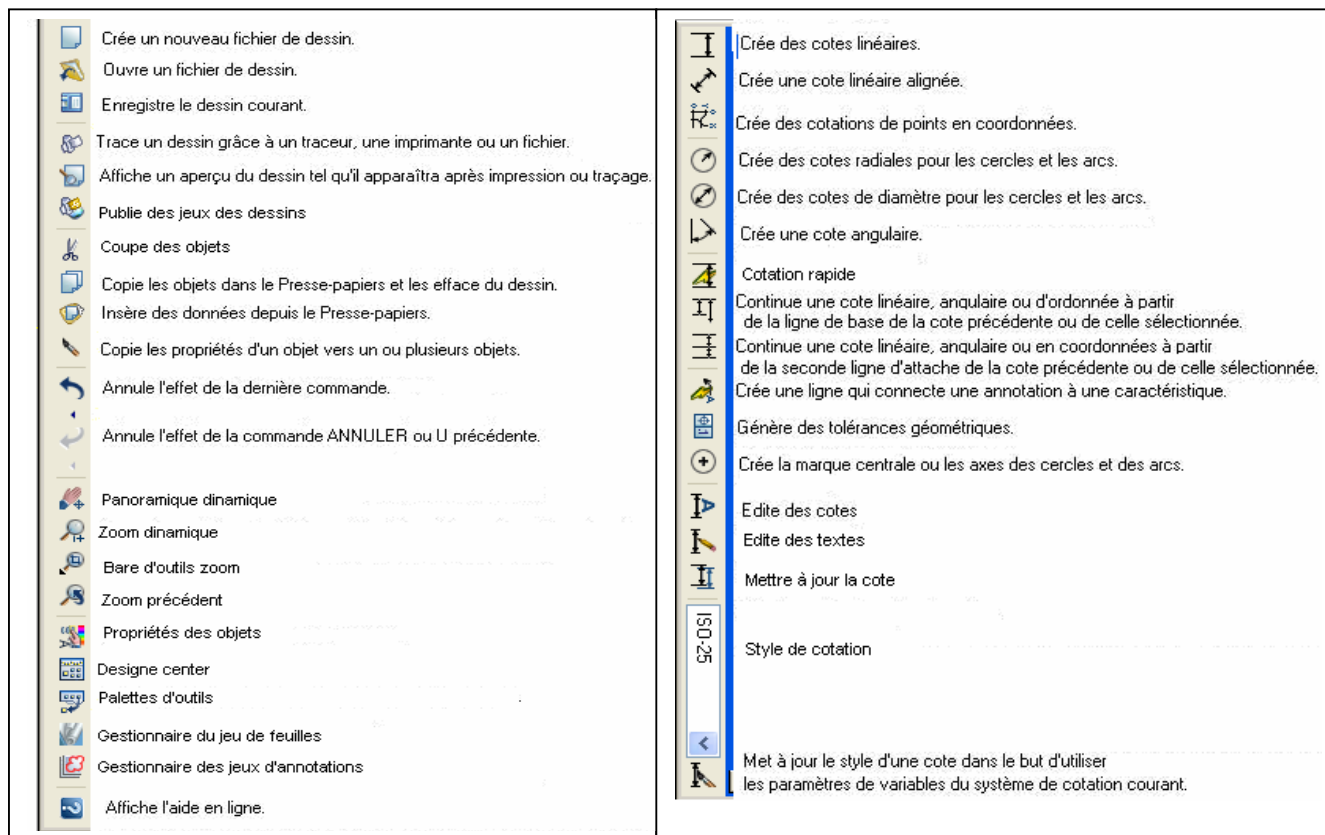 Crée un nouveau fichier de dessin.
Ouvre un fichier de dessin.
Enregistre le dessin courant.
Trace un dessin grâce à un traceur, une imprimante ou un fichier.
Affiche un aperçu du dessin tel qu'il apparaîtra après impression ou traçage.
Publie des jeux des dessins
Coupe des objets
Copie les objets dans le Presse-papiers et les efface du dessin.
Insère des données depuis le Presse-papiers.
Copie les propriétés d'un objet vers un ou plusieurs objets.
Annule l'effet de la dernière commande.
Annule l'effet de la commande ANNULER ou U précédente.
Panoramique dinamique
Zoom dinamique
Bare d'outils zoom
Zoom précédent
Propriétés des objets
Designe center
Palettes d'outils
Gestionnaire du jeu de feuilles
Gestionnaire des jeux d'annotations
Affiche l'aide en ligne.
Crée des cotes linéaires.
Crée une cote linéaire alignée.
Crée des cotations de points en coordonnées.
Crée des cotes radiales pour les cercles et les arcs.
Crée des cotes de diamètre pour les cercles et les arcs.
Crée une cote angulaire.
Cotation rapide
Continue une cote linéaire, angulaire ou d'ordonnée à partir
de la ligne de base de la cote précédente ou de celle sélectionnée.
Continue une cote linéaire, angulaire ou en coordonnées à partir
de la seconde ligne d'attache de la cote précédente ou de celle sélectionnée.
Crée une ligne qui connecte une annotation à une caractéristique.
Génère des tolérances géométriques.
Crée la marque centrale ou les axes des cercles et des arcs.
Edite des cotes
Edite des textes
Mettre à jour la cote
ISO-25
Style de cotation
Met à jour le style d'une cote dans le but d'utiliser
les paramètres de variables du système de cotation courant.